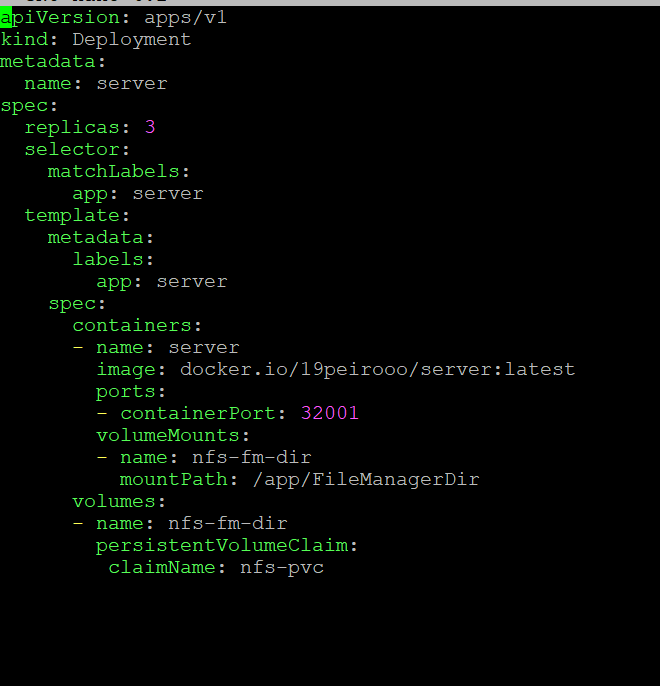 apiVersion: apps/v1
kind: Deployment
metadata:
  name: server
spec:
  replicas: 3
  selector:
    matchLabels:
      app: server
  template:
    metadata:
      labels:
        app: server
    spec:
      containers:
      - name: server
        image: docker.io/19peirooo/server:latest
        ports:
        - containerPort: 32001
        volumeMounts:
        - name: nfs-fm-dir
          mountPath: /app/FileManagerDir
      volumes:
      - name: nfs-fm-dir
        persistentVolumeClaim:
         claimName: nfs-pvc